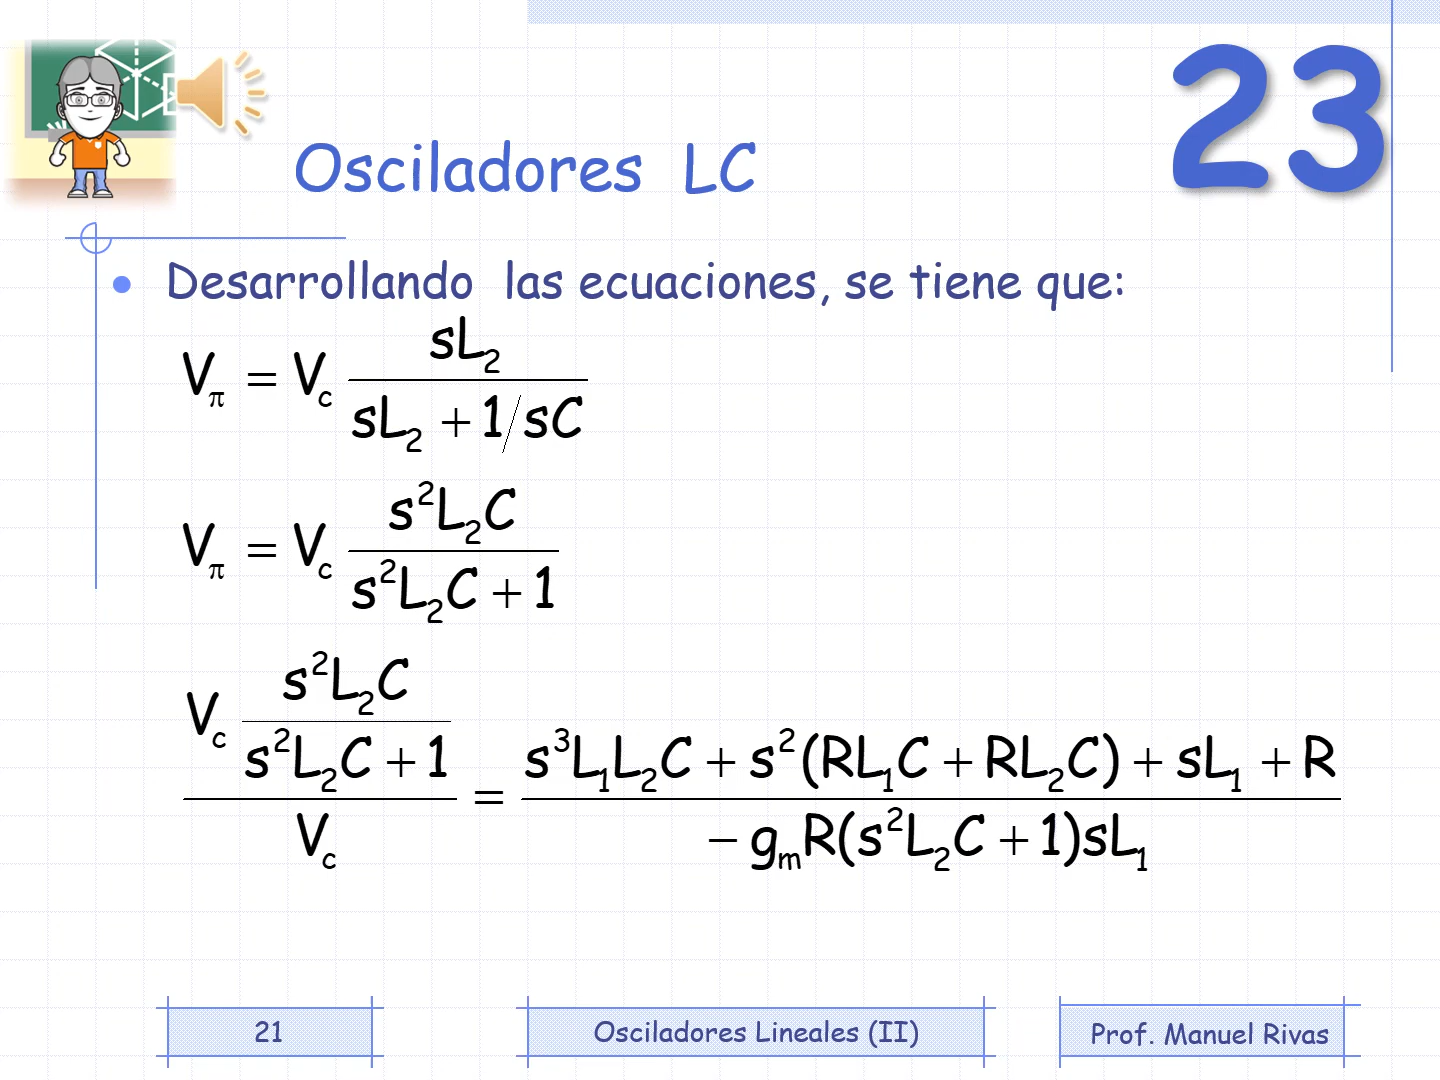 23
Osciladores LC
• Desarrollando las ecuaciones, se tiene que:
V_π = V_c sL_2 / (sL_2 + 1/sC)
V_π = V_c s^2L_2C / (s^2L_2C + 1)
(V_c s^2L_2C / (s^2L_2C + 1)) / V_c = (s^3L_1L_2C + s^2(RL_1C + RL_2C) + sL_1 + R) / (− g_mR(s^2L_2C + 1)sL_1)
21
Osciladores Lineales (II)
Prof. Manuel Rivas